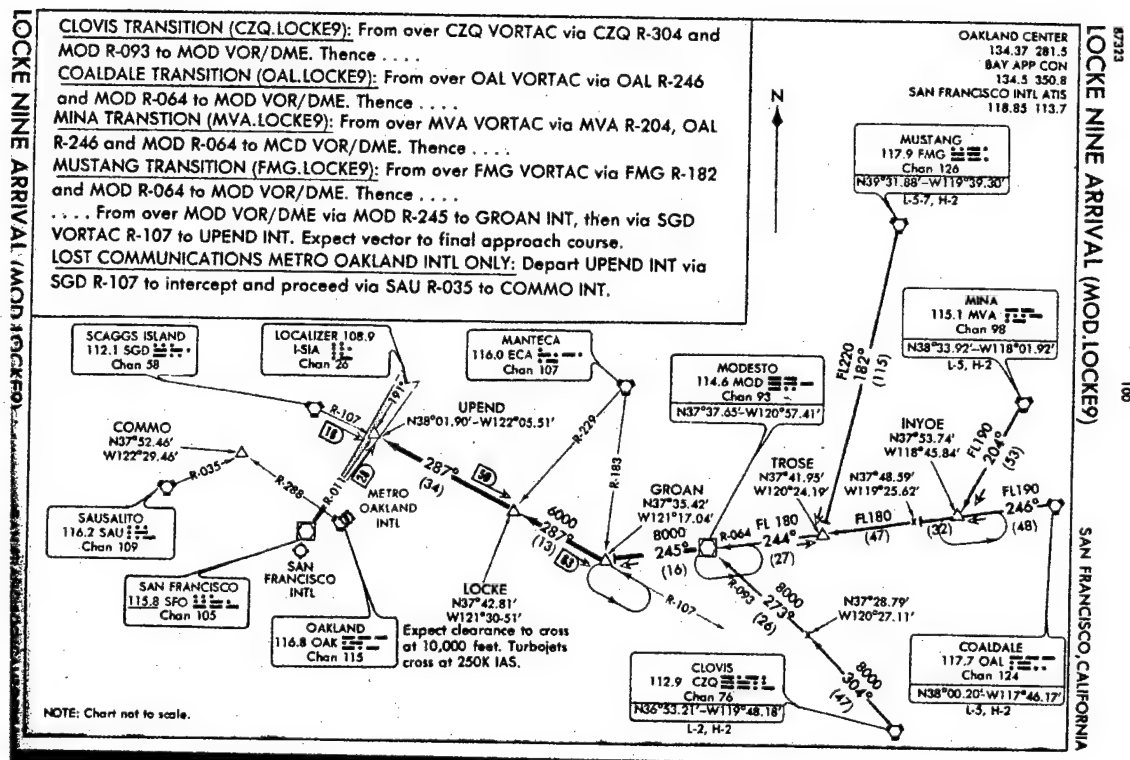 LOCKE NINE ARRIVAL (MOD.LOCKE9)
CLOVIS TRANSITION (CZQ.LOCKE9): From over CZQ VORTAC via CZQ R-304 and
MOD R-093 to MOD VOR/DME. Thence . . . .
COALDALE TRANSITION (OAL.LOCKE9): From over OAL VORTAC via OAL R-246
and MOD R-064 to MOD VOR/DME. Thence . . . .
MINA TRANSTION (MVA.LOCKE9): From over MVA VORTAC via MVA R-204, OAL
R-246 and MOD R-064 to MCD VOR/DME. Thence . . . .
MUSTANG TRANSITION (FMG.LOCKE9): From over FMG VORTAC via FMG R-182
and MOD R-064 to MOD VOR/DME. Thence . . . .
. . . . From over MOD VOR/DME via MOD R-245 to GROAN INT, then via SGD
VORTAC R-107 to UPEND INT. Expect vector to final approach course.
LOST COMMUNICATIONS METRO OAKLAND INTL ONLY: Depart UPEND INT via
SGD R-107 to intercept and proceed via SAU R-035 to COMMO INT.
OAKLAND CENTER
134.37 281.5
BAY APP CON
134.5 350.8
SAN FRANCISCO INTL ATIS
118.85 113.7
87323
LOCKE NINE ARRIVAL (MOD.LOCKE9)
100
SAN FRANCISCO, CALIFORNIA
N
MUSTANG
117.9 FMG
Chan 126
N39°31.88'-W119°39.30'
L-5-7, H-2
MINA
115.1 MVA
Chan 98
N38°33.92'-W118°01.92'
L-5, H-2
SCAGGS ISLAND
112.1 SGD
Chan 58
LOCALIZER 108.9
I-SIA
Chan 26
MANTECA
116.0 ECA
Chan 107
MODESTO
114.6 MOD
Chan 93
N37°37.65'-W120°57.41'
FL220
182°
(115)
FL190
204°
(53)
INYOE
N37°53.74'
W118°45.84'
191°
R-107
18
UPEND
N38°01.90'-W122°05.51'
COMMO
N37°52.46'
W122°29.46'
R-229
R-183
TROSE
N37°41.95'
W120°24.19'
N37°48.59'
W119°25.62'
FL190
246°
(48)
R-035
R-288
R-011
24
287°
(34)
50
METRO
OAKLAND
INTL
GROAN
N37°35.42'
W121°17.04'
6000
287°
(13)
63
8000
245°
(16)
R-064
FL 180
244°
(27)
FL180
(47)
(32)
SAUSALITO
116.2 SAU
Chan 109
SAN
FRANCISCO
INTL
SAN FRANCISCO
115.8 SFO
Chan 105
OAKLAND
116.8 OAK
Chan 115
LOCKE
N37°42.81'
W121°30-51'
Expect clearance to cross
at 10,000 feet. Turbojets
cross at 250K IAS.
R-107
R-093
8000
273°
(26)
N37°28.79'
W120°27.11'
8000
304°
(47)
CLOVIS
112.9 CZQ
Chan 76
N36°53.21'-W119°48.18'
L-2, H-2
COALDALE
117.7 OAL
Chan 124
N38°00.20'-W117°46.17'
L-5, H-2
NOTE: Chart not to scale.